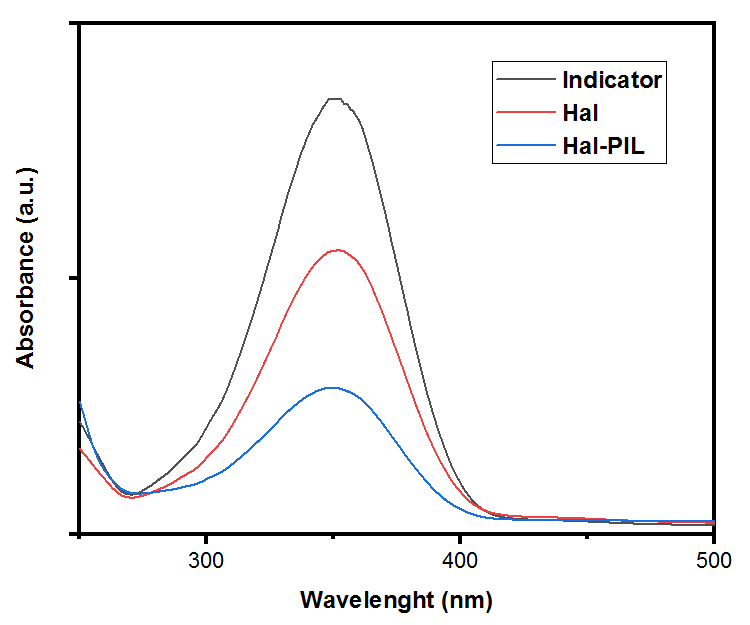 Indicator
Hal
Hal-PIL
Absorbance (a.u.)
300
400
500
Wavelenght (nm)